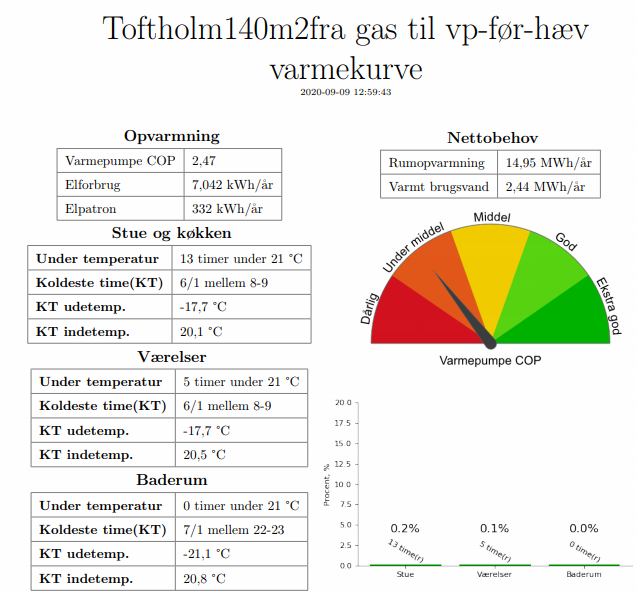 Toftholm140m2fra gas til vp-før-hæv
varmekurve
2020-09-09 12:59:43
Opvarmning
Varmepumpe COP 2,47
Elforbrug 7,042 kWh/år
Elpatron 332 kWh/år
Stue og køkken
Under temperatur 13 timer under 21 °C
Koldeste time(KT) 6/1 mellem 8-9
KT udetemp. -17,7 °C
KT indetemp. 20,1 °C
Værelser
Under temperatur 5 timer under 21 °C
Koldeste time(KT) 6/1 mellem 8-9
KT udetemp. -17,7 °C
KT indetemp. 20,5 °C
Baderum
Under temperatur 0 timer under 21 °C
Koldeste time(KT) 7/1 mellem 22-23
KT udetemp. -21,1 °C
KT indetemp. 20,8 °C
Nettobehov
Rumopvarmning 14,95 MWh/år
Varmt brugsvand 2,44 MWh/år
Dårlig
Under middel
Middel
God
Ekstra god
Varmepumpe COP
Procent, %
20.0
17.5
15.0
12.5
10.0
7.5
5.0
2.5
0.0
0.2% 0.1% 0.0%
13 time(r) 5 time(r) 0 time(r)
Stue Værelser Baderum